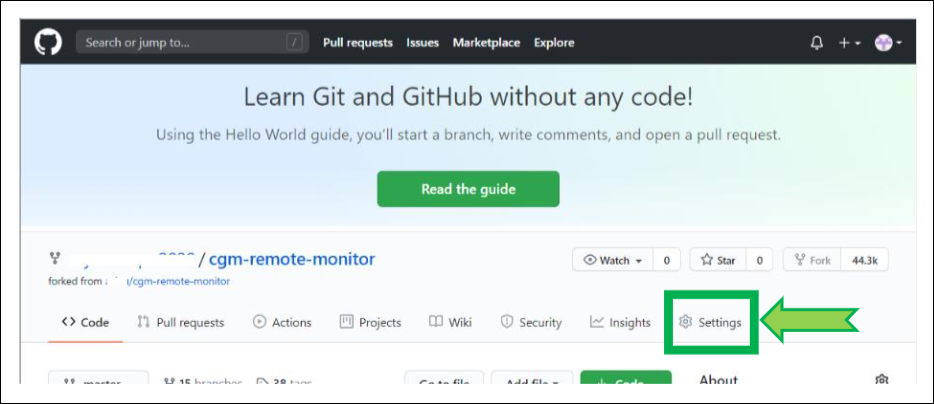 Search or jump to... /
Pull requests Issues Marketplace Explore
Learn Git and GitHub without any code!
Using the Hello World guide, you'll start a branch, write comments, and open a pull request.
Read the guide
/ cgm-remote-monitor
Watch 0 Star 0 Fork 44.3k
forked from /cgm-remote-monitor
<> Code Pull requests Actions Projects Wiki Security Insights Settings
master 15 branches 38 tags Go to file Add file Code About